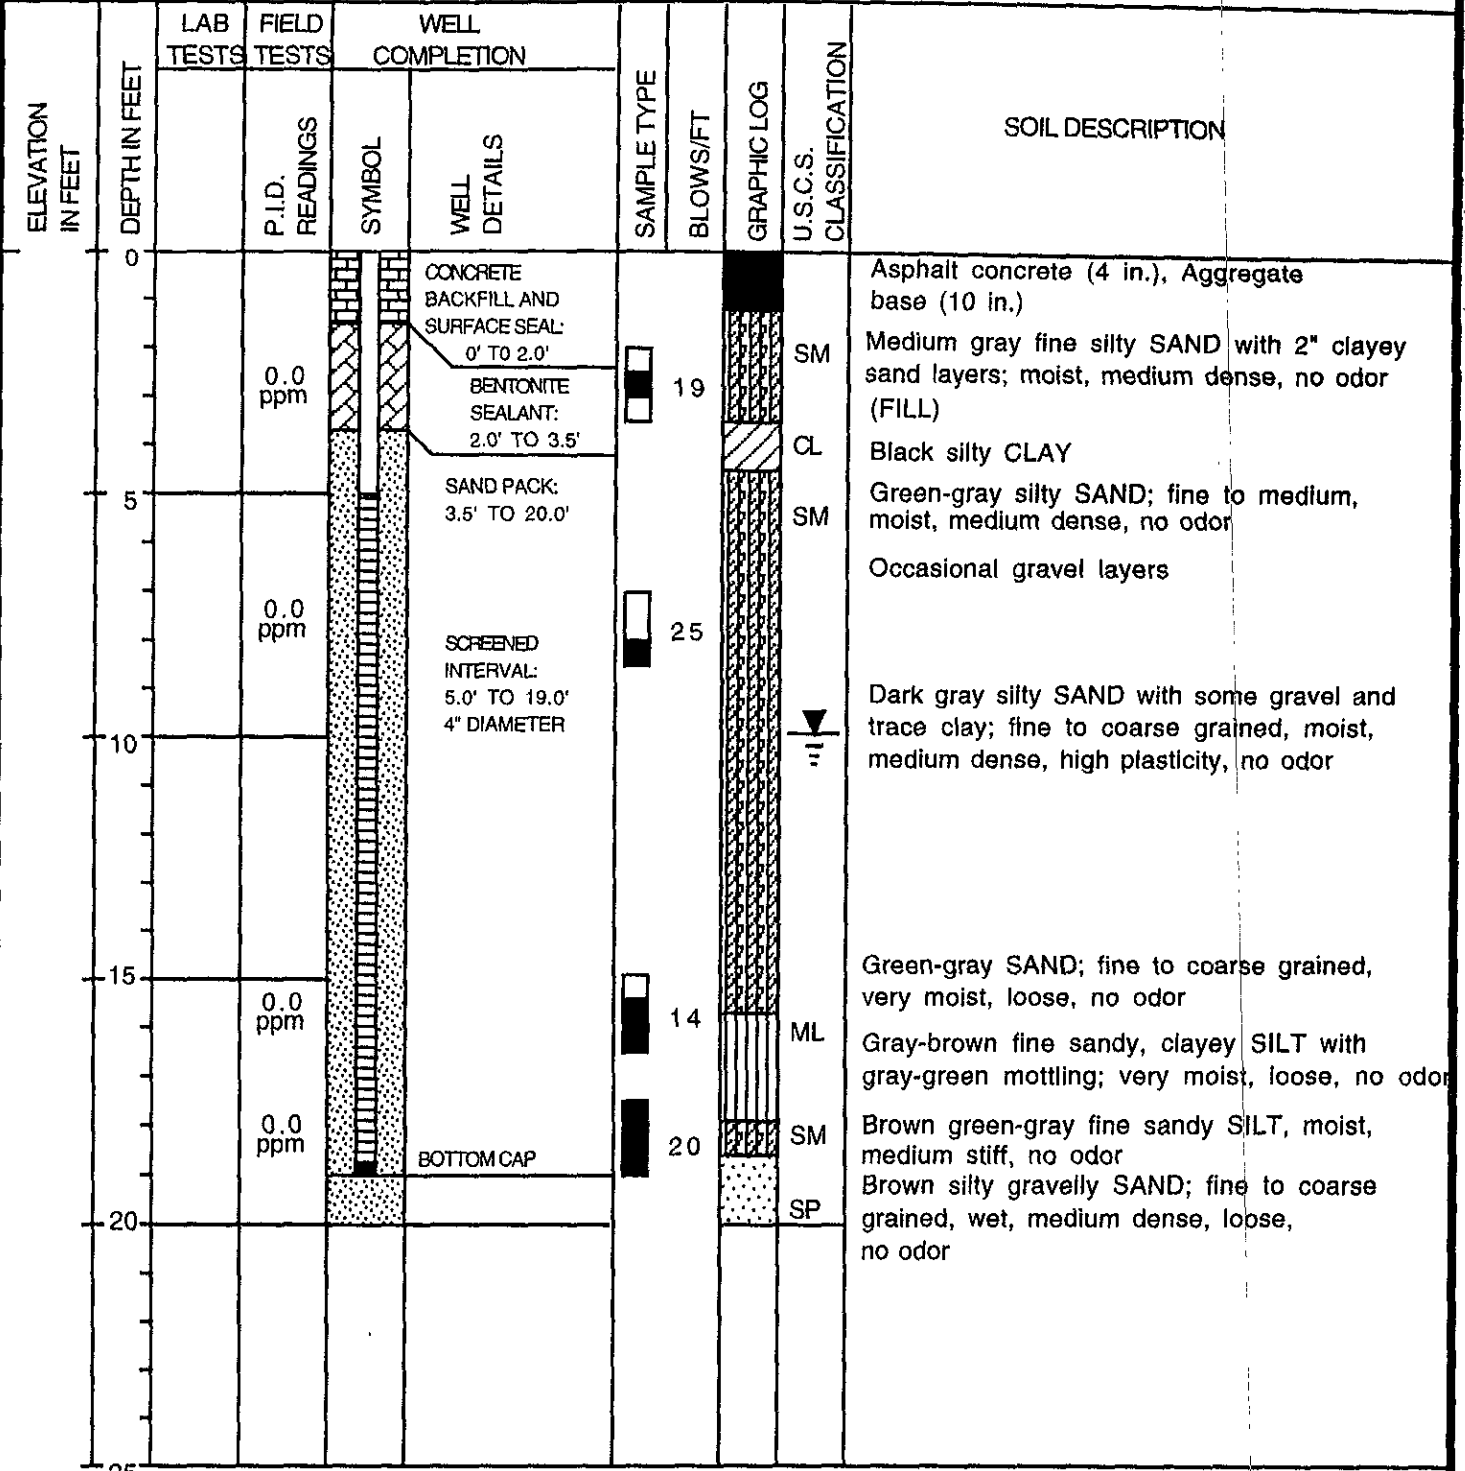 LAB
TESTS
FIELD
TESTS
WELL
COMPLETION
ELEVATION
IN FEET
DEPTH IN FEET
P.I.D.
READINGS
SYMBOL
WELL
DETAILS
SAMPLE TYPE
BLOWS/FT
GRAPHIC LOG
U.S.C.S.
CLASSIFICATION
SOIL DESCRIPTION
0
CONCRETE
BACKFILL AND
SURFACE SEAL:
0' TO 2.0'
Asphalt concrete (4 in.), Aggregate
base (10 in.)
0.0
ppm
BENTONITE
SEALANT:
2.0' TO 3.5'
19
SM
Medium gray fine silty SAND with 2" clayey
sand layers; moist, medium dense, no odor
(FILL)
CL
Black silty CLAY
5
SAND PACK:
3.5' TO 20.0'
SM
Green-gray silty SAND; fine to medium,
moist, medium dense, no odor
Occasional gravel layers
0.0
ppm
25
SCREENED
INTERVAL:
5.0' TO 19.0'
4" DIAMETER
Dark gray silty SAND with some gravel and
trace clay; fine to coarse grained, moist,
medium dense, high plasticity, no odor
10
15
Green-gray SAND; fine to coarse grained,
very moist, loose, no odor
0.0
ppm
14
ML
Gray-brown fine sandy, clayey SILT with
gray-green mottling; very moist, loose, no odor
0.0
ppm
BOTTOM CAP
20
SM
Brown green-gray fine sandy SILT, moist,
medium stiff, no odor
SP
Brown silty gravelly SAND; fine to coarse
grained, wet, medium dense, loose,
no odor
20
25